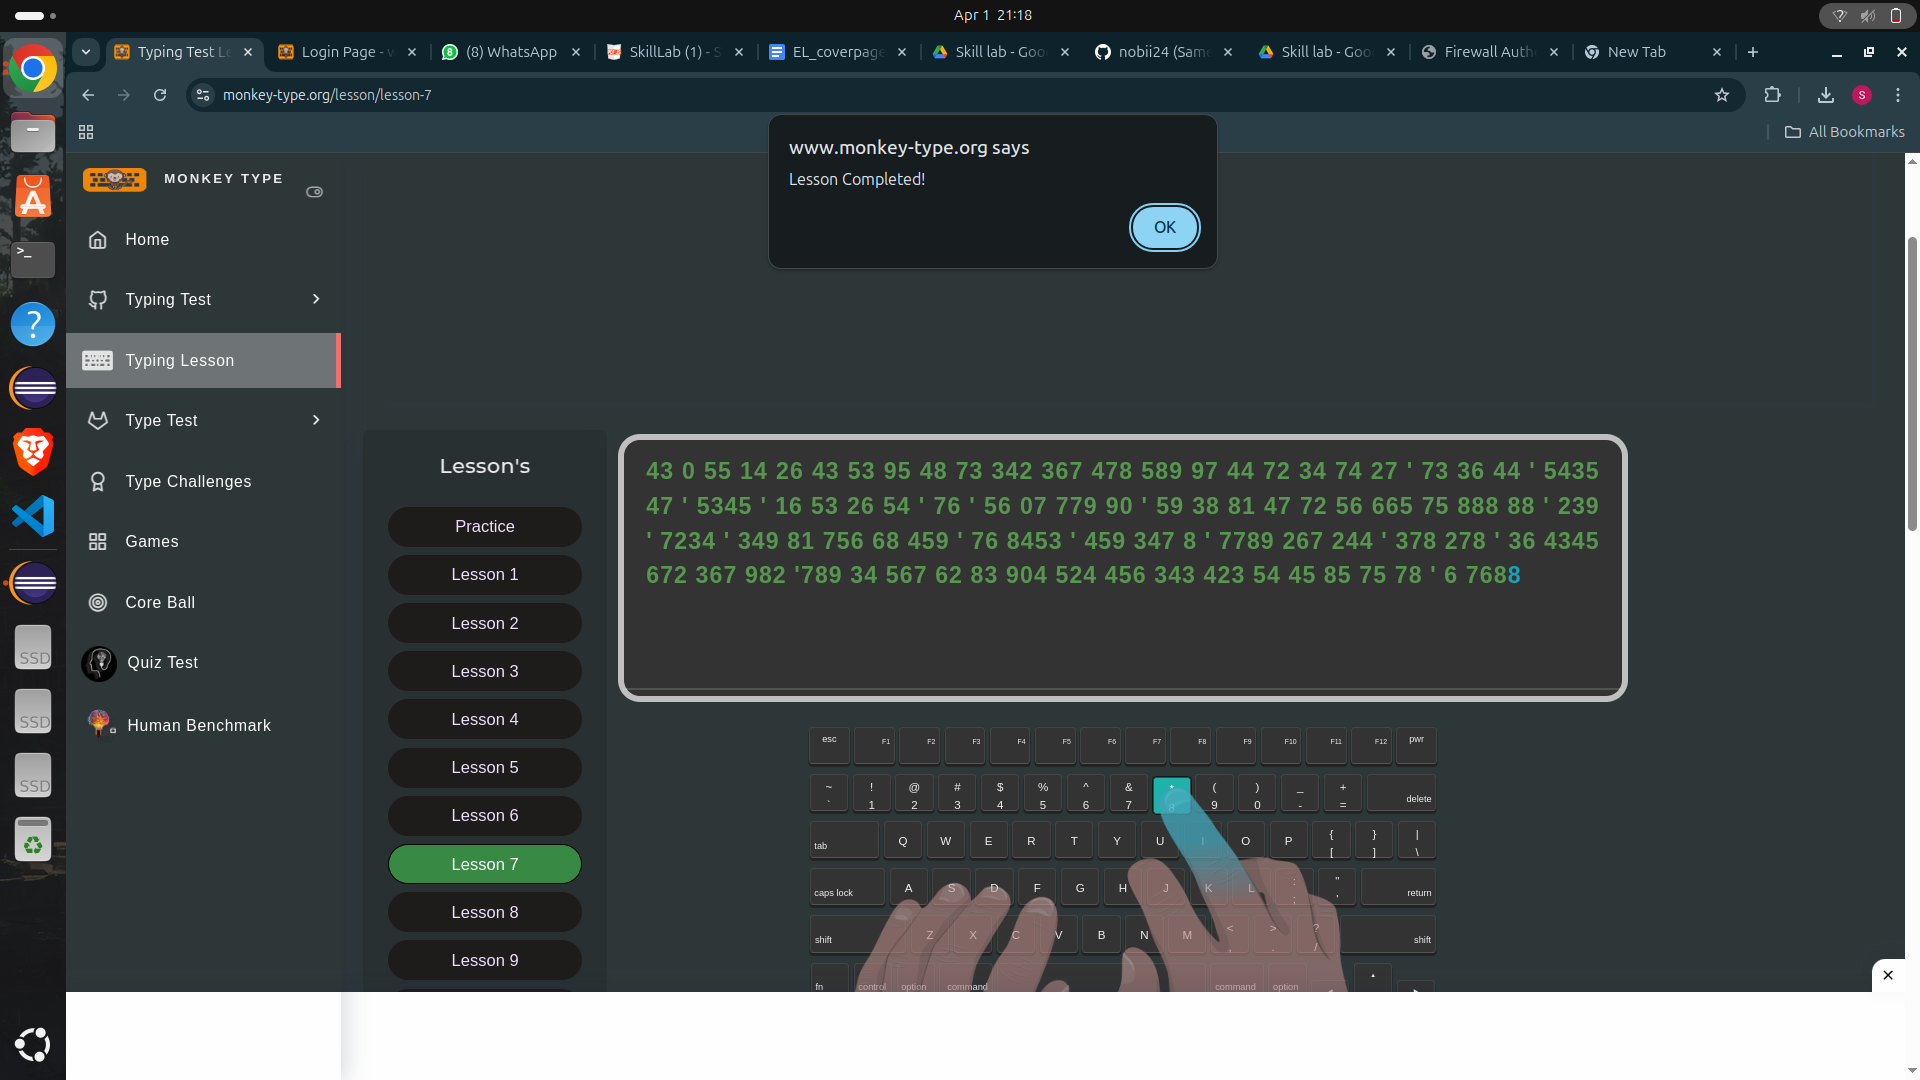 Apr 1 21:18
Typing Test Le
Login Page - w
(8) WhatsApp
SkillLab (1) - S
EL_coverpage
Skill lab - Goo
nobii24 (Same
Skill lab - Goo
Firewall Auth
New Tab
monkey-type.org/lesson/lesson-7
S
All Bookmarks
www.monkey-type.org says
Lesson Completed!
OK
MONKEY TYPE
Home
Typing Test
Typing Lesson
Type Test
Type Challenges
Games
Core Ball
Quiz Test
Human Benchmark
SSD
SSD
SSD
Lesson's
Practice
Lesson 1
Lesson 2
Lesson 3
Lesson 4
Lesson 5
Lesson 6
Lesson 7
Lesson 8
Lesson 9
43 0 55 14 26 43 53 95 48 73 342 367 478 589 97 44 72 34 74 27 ' 73 36 44 ' 5435
47 ' 5345 ' 16 53 26 54 ' 76 ' 56 07 779 90 ' 59 38 81 47 72 56 665 75 888 88 ' 239
' 7234 ' 349 81 756 68 459 ' 76 8453 ' 459 347 8 ' 7789 267 244 ' 378 278 ' 36 4345
672 367 982 '789 34 567 62 83 904 524 456 343 423 54 45 85 75 78 ' 6 7688
esc F1 F2 F3 F4 F5 F6 F7 F8 F9 F10 F11 F12 pwr
~ ! @ # $ % ^ & * ( ) _ +
` 1 2 3 4 5 6 7 8 9 0 - = delete
tab Q W E R T Y U I O P { } |
[ ] \
caps lock A S D F G H J K L : "
; ' return
shift Z X C V B N M < > ?
, . / shift
fn control option command command option